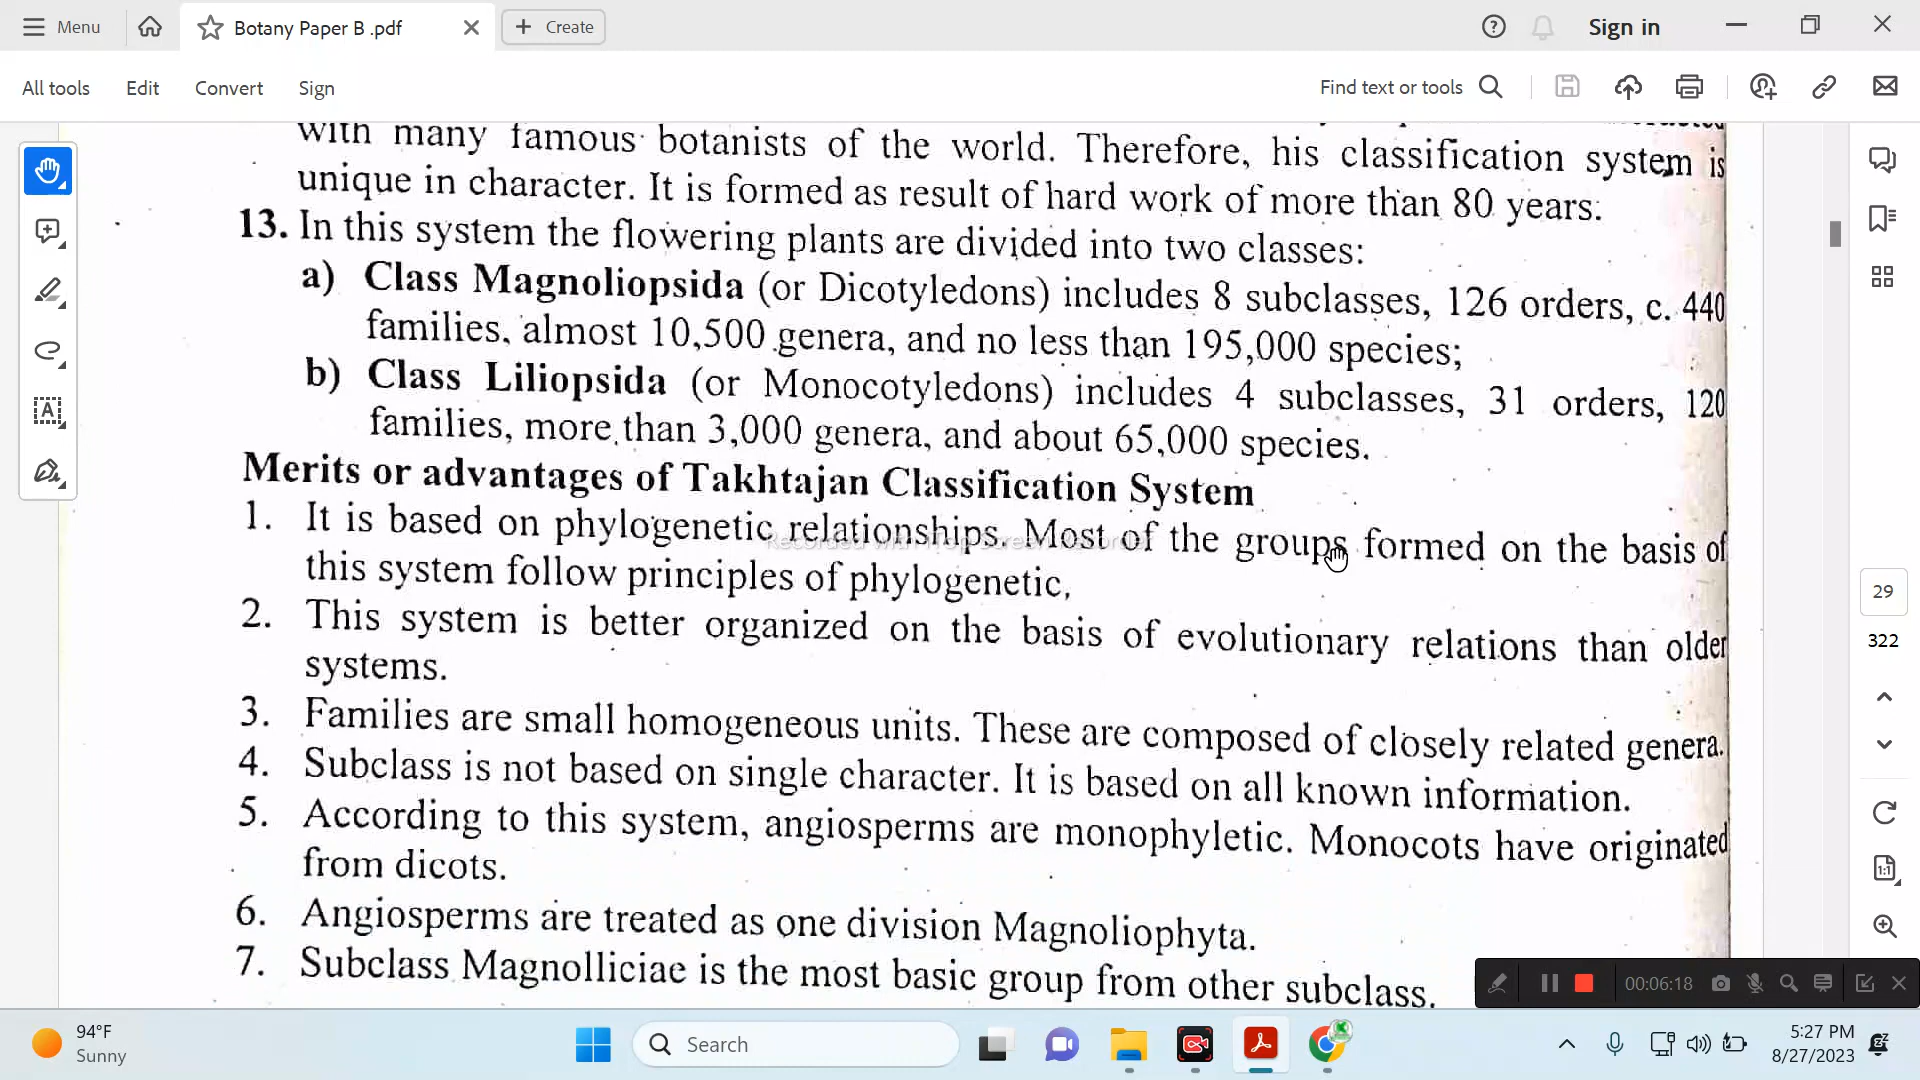 Menu
Botany Paper B .pdf
Create
Sign in
All tools
Edit
Convert
Sign
Find text or tools
with many famous botanists of the world. Therefore, his classification system is
unique in character. It is formed as result of hard work of more than 80 years.
13. In this system the flowering plants are divided into two classes:
a) Class Magnoliopsida (or Dicotyledons) includes 8 subclasses, 126 orders, c. 440
families, almost 10,500 genera, and no less than 195,000 species;
b) Class Liliopsida (or Monocotyledons) includes 4 subclasses, 31 orders, 120
families, more than 3,000 genera, and about 65,000 species.
Merits or advantages of Takhtajan Classification System
1. It is based on phylogenetic relationships. Most of the groups formed on the basis of
this system follow principles of phylogenetic,
2. This system is better organized on the basis of evolutionary relations than older
systems.
3. Families are small homogeneous units. These are composed of closely related genera.
4. Subclass is not based on single character. It is based on all known information.
5. According to this system, angiosperms are monophyletic. Monocots have originated
from dicots.
6. Angiosperms are treated as one division Magnoliophyta.
7. Subclass Magnolliciae is the most basic group from other subclass.
Recorded with iTop Screen Recorder
29
322
1:1
00:06:18
94°F
Sunny
Search
5:27 PM
8/27/2023